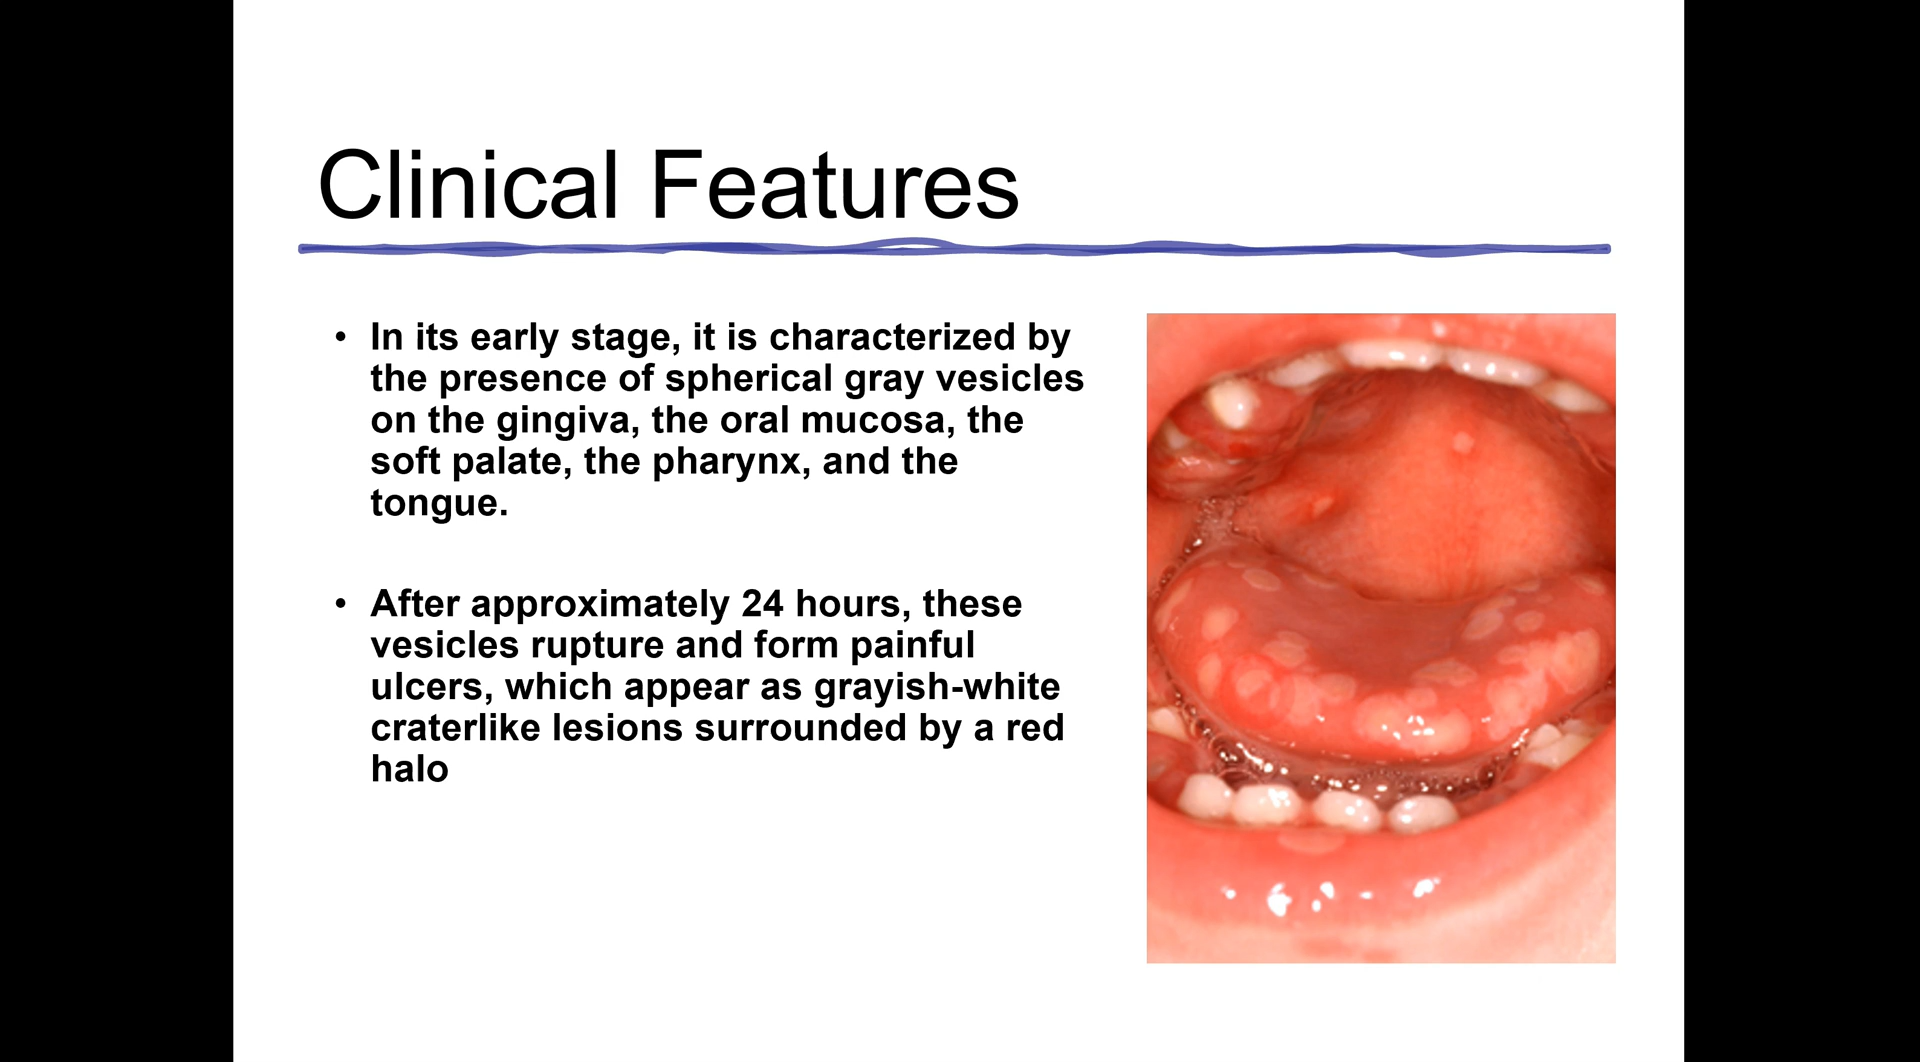 Clinical Features
• In its early stage, it is characterized by
the presence of spherical gray vesicles
on the gingiva, the oral mucosa, the
soft palate, the pharynx, and the
tongue.
• After approximately 24 hours, these
vesicles rupture and form painful
ulcers, which appear as grayish-white
craterlike lesions surrounded by a red
halo